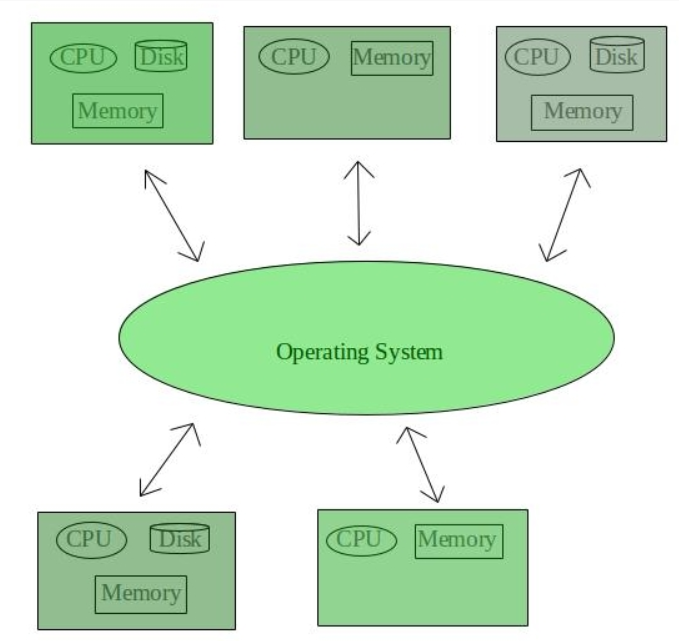 CPU Disk
Memory
CPU Memory
CPU Disk
Memory
Operating System
CPU Disk
Memory
CPU Memory